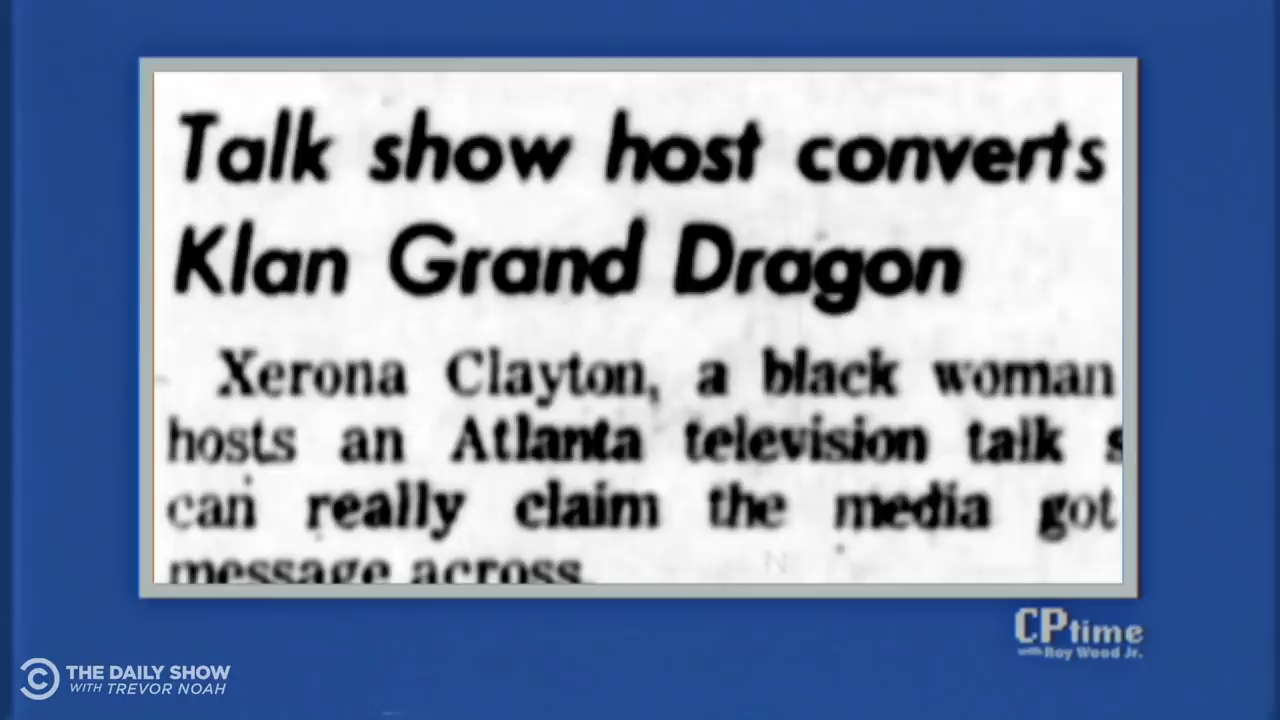 Talk show host converts
Klan Grand Dragon
Xerona Clayton, a black woman
hosts an Atlanta television talk s
can really claim the media got
message across.
CPtime
with Roy Wood Jr.
THE DAILY SHOW
WITH TREVOR NOAH